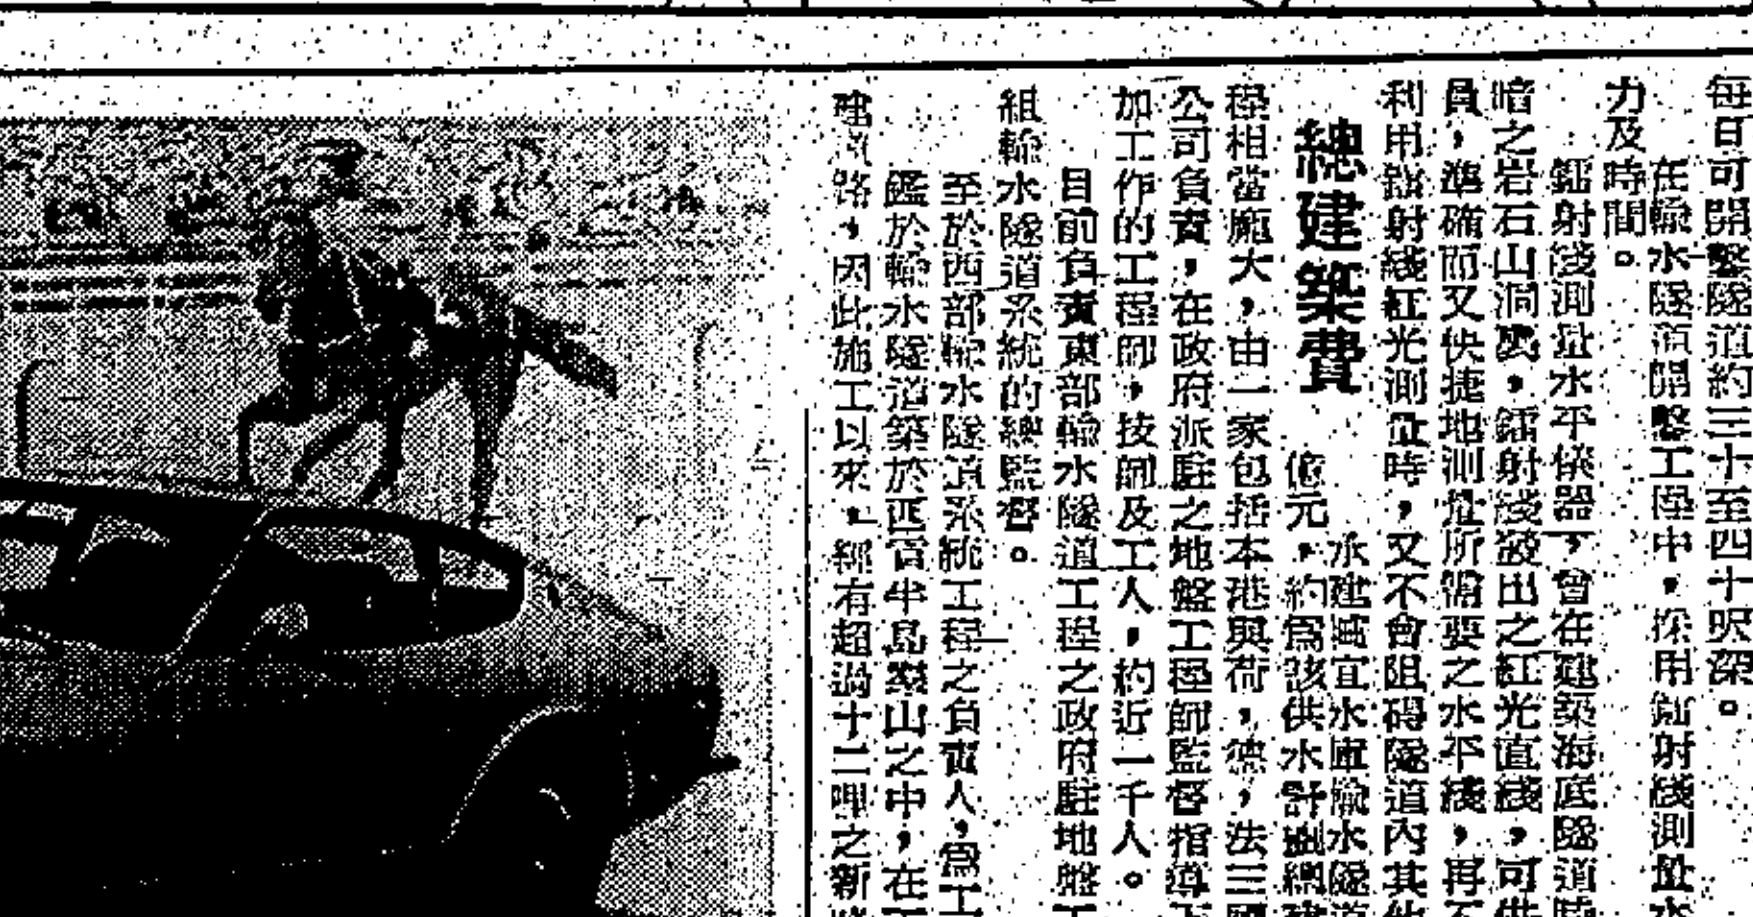 每日可開鑿隧道約三十至四十呎深。
在輸水隧道開鑿工程中，採用鐳射綫測量水
力及時間。
鐳射綫測量水平儀器，曾在建築海底隧道時
暗之岩石山洞裏，鐳射綫發出之紅光直綫，可供
員，準確而又快捷地測量所需要之水平綫，再不
利用鐳射綫紅光測量時，又不會阻碍隧道內其他
總建築費
承建城宜水庫輸水隧道
億元，約爲該供水計劃總建
程相當龐大，由一家包括本港與荷，德，法三國
公司負責，在政府派駐之地盤工程師監督指導下
加工作的工程師，技師及工人，約近一千人。
目前負責東部輸水隧道工程之政府駐地盤工
組輸水隧道系統的總監督。
至於西部輸水隧道系統工程之負責人，爲工
鑑於輸水隧道築於西貢半島羣山之中，在
建 路，因此施工以來，經有超過十二哩之新